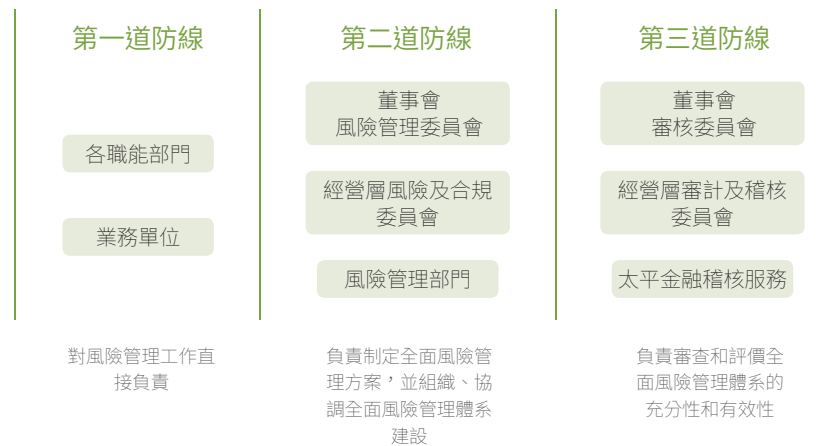 第一道防線
各職能部門
業務單位
對風險管理工作直
接負責
第二道防線
董事會
風險管理委員會
經營層風險及合規
委員會
風險管理部門
負責制定全面風險管
理方案，並組織、協
調全面風險管理體系
建設
第三道防線
董事會
審核委員會
經營層審計及稽核
委員會
太平金融稽核服務
負責審查和評價全
面風險管理體系的
充分性和有效性